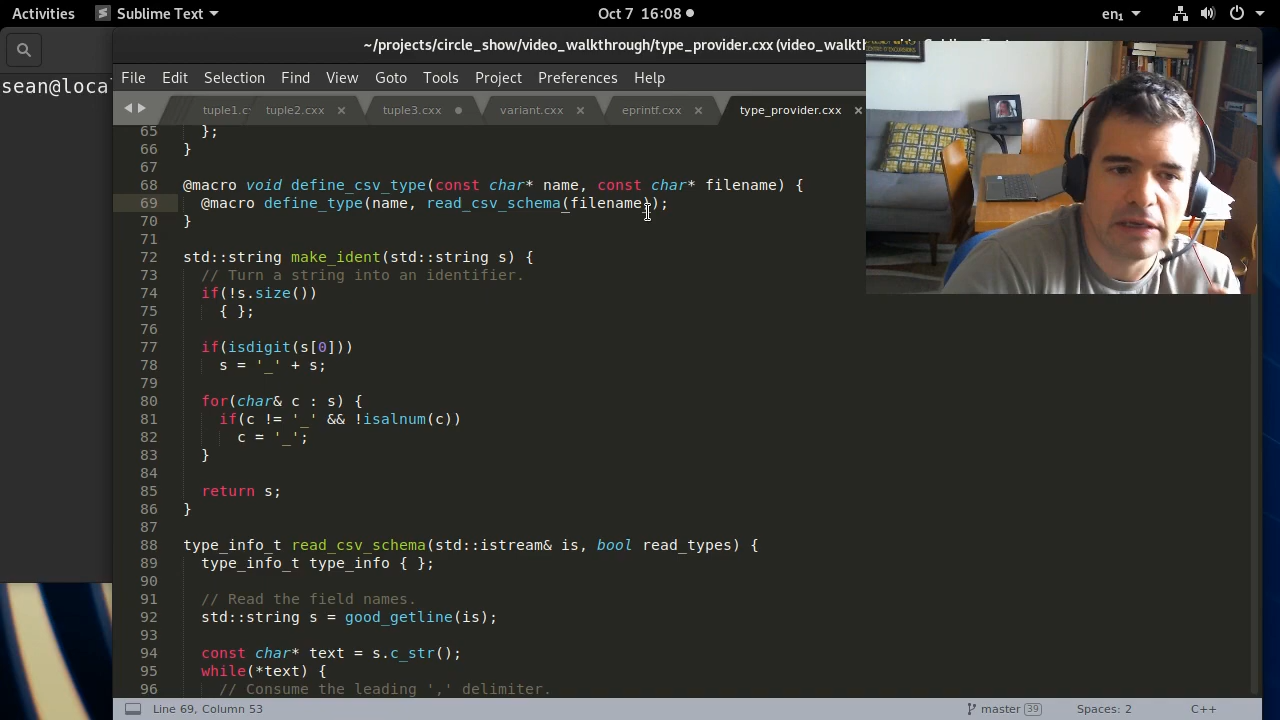 Activities Sublime Text Oct 7 16:08 en₁
~/projects/circle_show/video_walkthrough/type_provider.cxx
File Edit Selection Find View Goto Tools Project Preferences Help
sean@loca
tuple2.cxx tuple3.cxx variant.cxx eprintf.cxx type_provider.cxx
65 };
66 }
67
68 @macro void define_csv_type(const char* name, const char* filename) {
69 @macro define_type(name, read_csv_schema(filename));
70 }
71
72 std::string make_ident(std::string s) {
73 // Turn a string into an identifier.
74 if(!s.size())
75 { };
76
77 if(isdigit(s[0]))
78 s = '_' + s;
79
80 for(char& c : s) {
81 if(c != '_' && !isalnum(c))
82 c = '_';
83 }
84
85 return s;
86 }
87
88 type_info_t read_csv_schema(std::istream& is, bool read_types) {
89 type_info_t type_info { };
90
91 // Read the field names.
92 std::string s = good_getline(is);
93
94 const char* text = s.c_str();
95 while(*text) {
96 // Consume the leading ',' delimiter.
Line 69, Column 53 master 39 Spaces: 2 C++